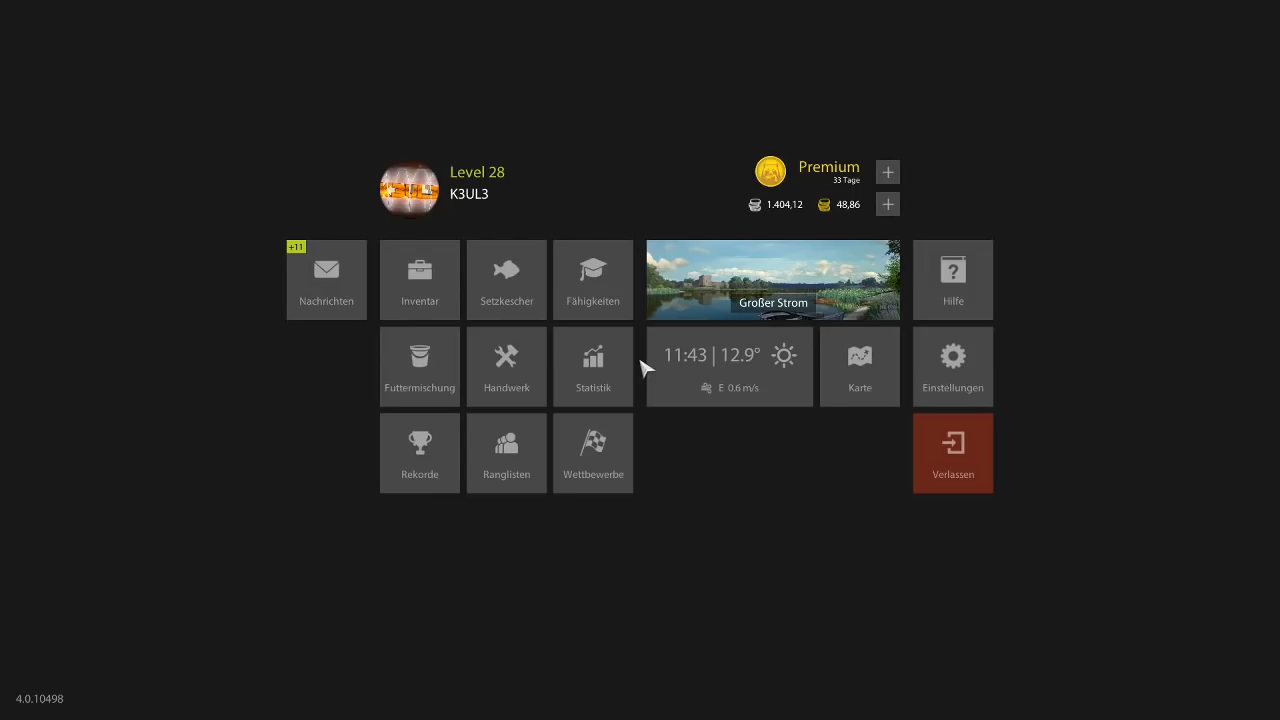 Level 28
K3UL3
Premium
33 Tage
1.404,12 48,86
+11
Nachrichten
Inventar
Setzkescher
Fähigkeiten
Großer Strom
Hilfe
Futtermischung
Handwerk
Statistik
11:43 | 12.9°
E 0.6 m/s
Karte
Einstellungen
Rekorde
Ranglisten
Wettbewerbe
Verlassen
4.0.10498